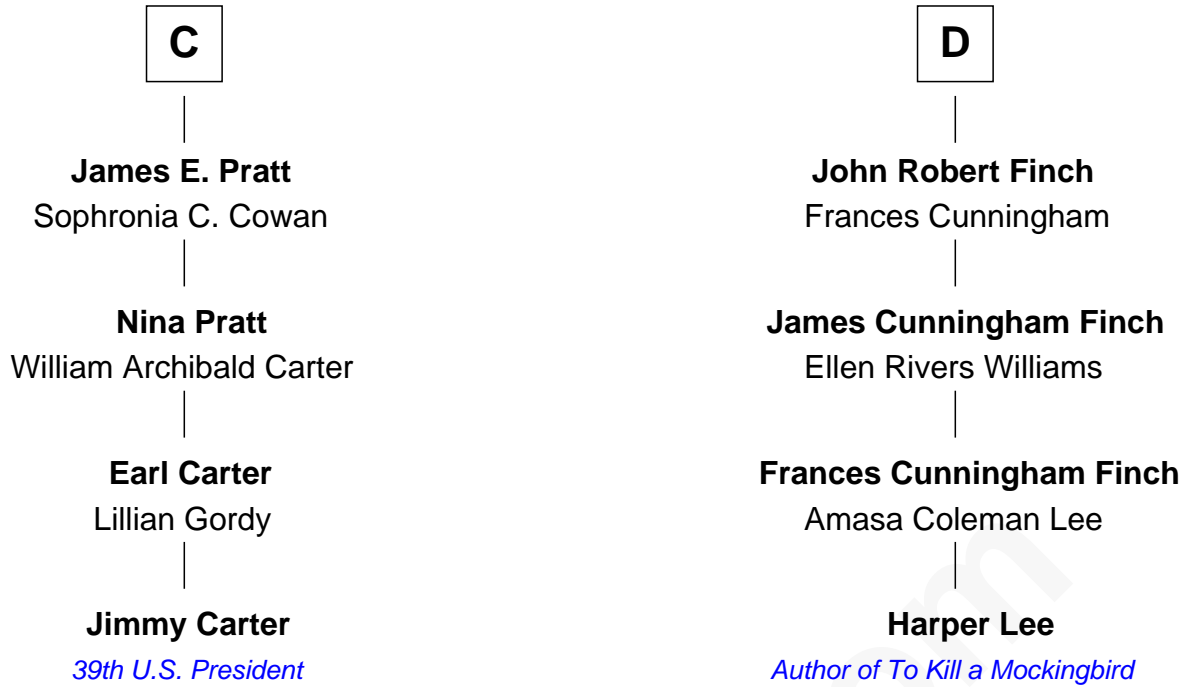 C
James E. Pratt
Sophronia C. Cowan
Nina Pratt
William Archibald Carter
Earl Carter
Lillian Gordy
Jimmy Carter
39th U.S. President
D
John Robert Finch
Frances Cunningham
James Cunningham Finch
Ellen Rivers Williams
Frances Cunningham Finch
Amasa Coleman Lee
Harper Lee
Author of To Kill a Mockingbird